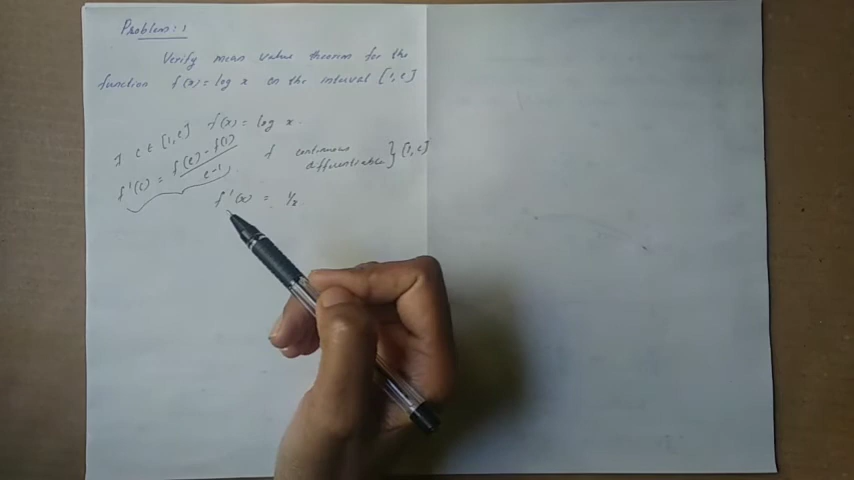 Problem: 1
Verify mean value theorem for the
function f(x) = log x on the interval [1, e]
f(x) = log x.
∃ c ∈ [1, e]
f'(c) = f(e) - f(1) / e-1
f continuous
differentiable } [1, e]
f'(x) = 1/x